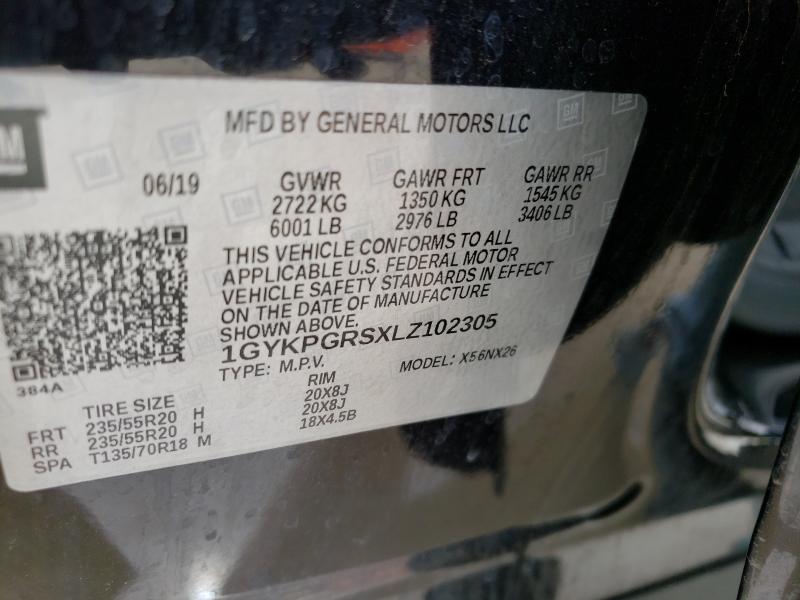 GM
MFD BY GENERAL MOTORS LLC
06/19 GVWR GAWR FRT GAWR RR
2722 KG 1350 KG 1545 KG
6001 LB 2976 LB 3406 LB
THIS VEHICLE CONFORMS TO ALL
APPLICABLE U.S. FEDERAL MOTOR
VEHICLE SAFETY STANDARDS IN EFFECT
ON THE DATE OF MANUFACTURE
SHOWN ABOVE.
1GYKPGRSXLZ102305
TYPE: M.P.V. MODEL: X56NX26
384A
TIRE SIZE RIM
FRT 235/55R20 H 20X8J
RR 235/55R20 H 20X8J
SPA T135/70R18 M 18X4.5B